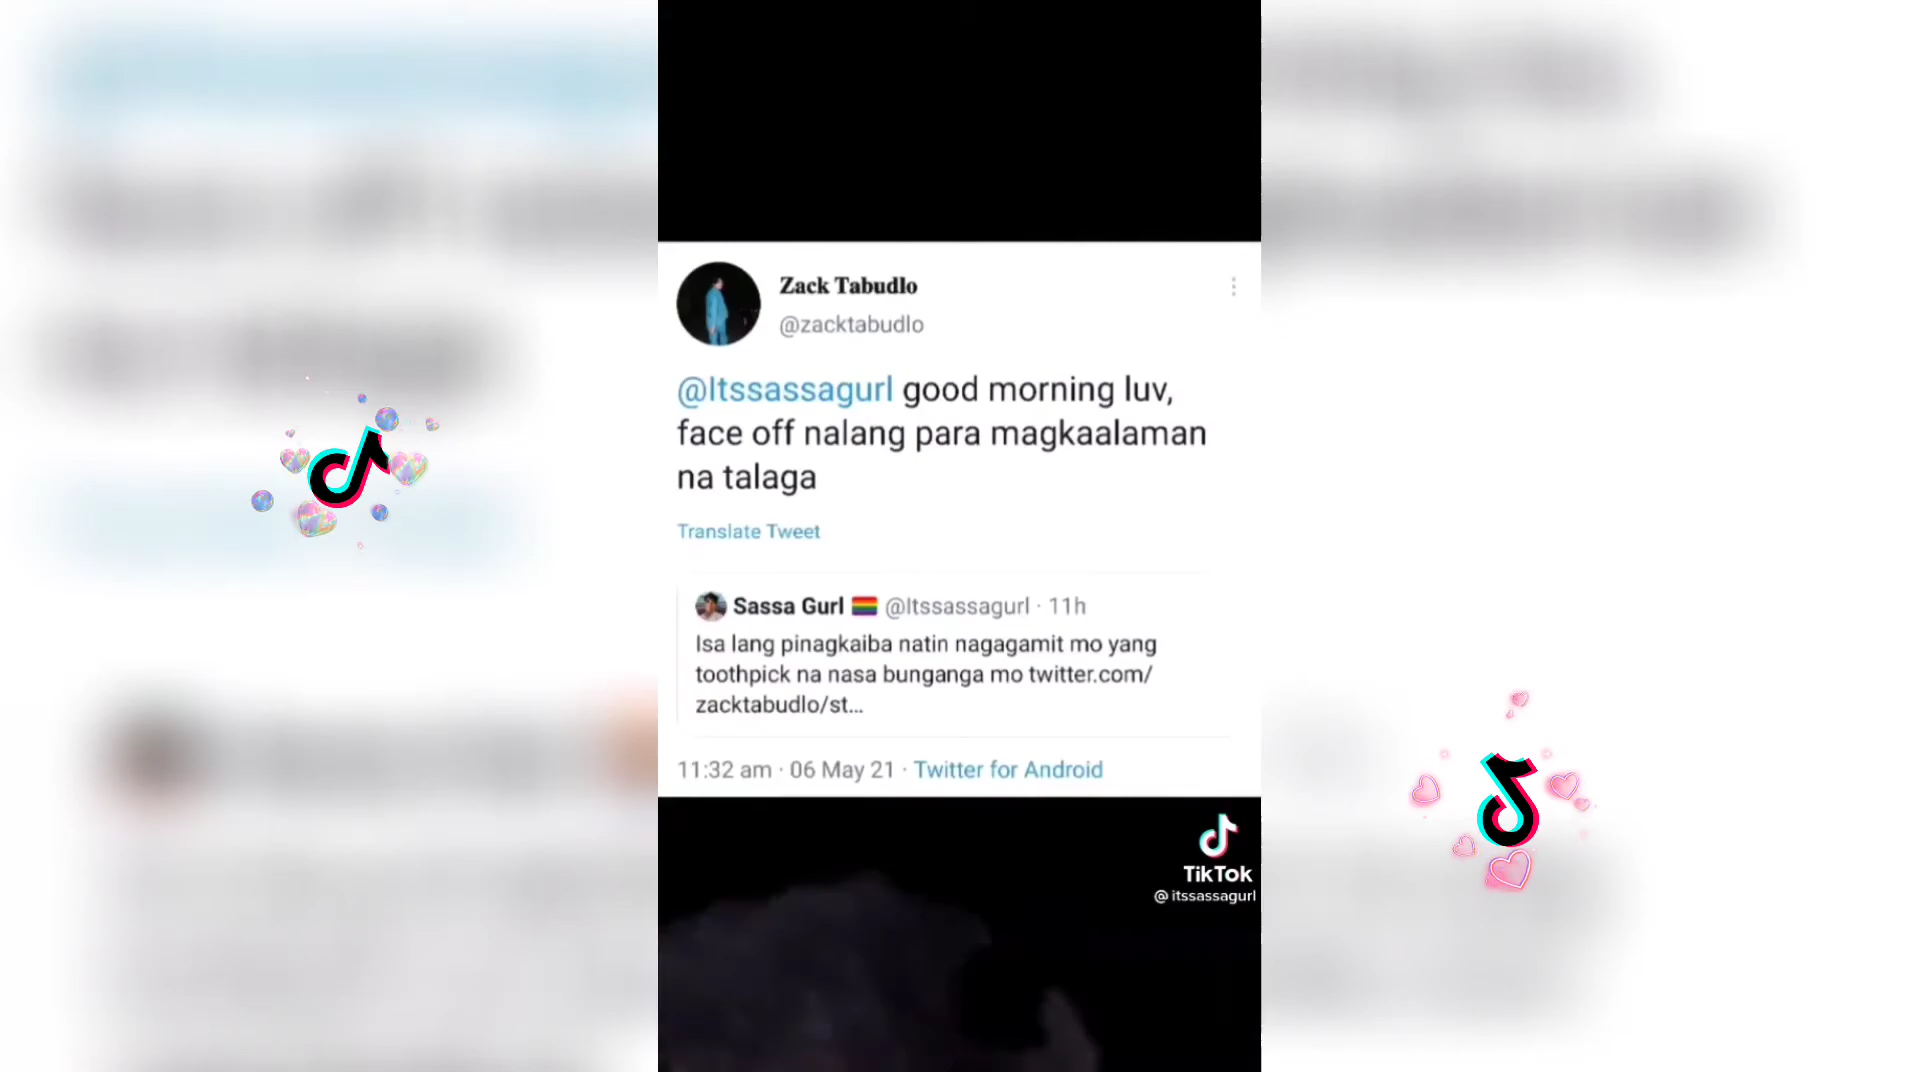 Zack Tabudlo
@zacktabudlo
@Itssassagurl good morning luv,
face off nalang para magkaalaman
na talaga
Translate Tweet
Sassa Gurl 🏳️‍🌈 @Itssassagurl · 11h
Isa lang pinagkaiba natin nagagamit mo yang
toothpick na nasa bunganga mo twitter.com/
zacktabudlo/st...
11:32 am · 06 May 21 · Twitter for Android
TikTok
@itssassagurl